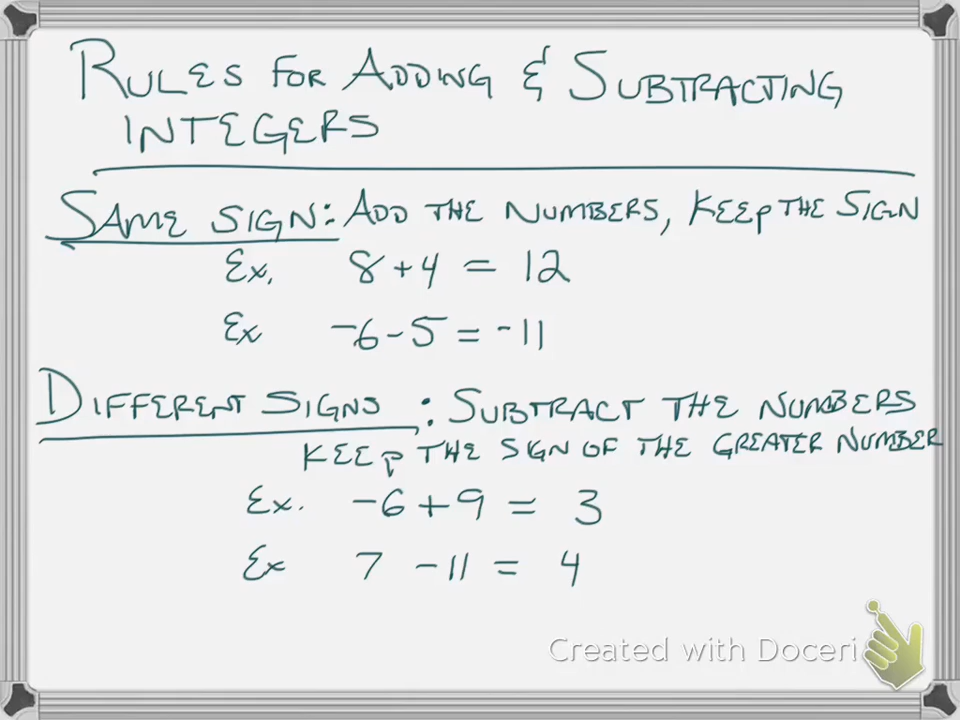 RULES FOR ADDING & SUBTRACTING
INTEGERS
SAME SIGN: ADD THE NUMBERS, KEEP THE SIGN
Ex. 8 + 4 = 12
Ex -6 - 5 = -11
DIFFERENT SIGNS : SUBTRACT THE NUMBERS
KEEP THE SIGN OF THE GREATER NUMBER
Ex. -6 + 9 = 3
Ex 7 - 11 = 4
Created with Doceri